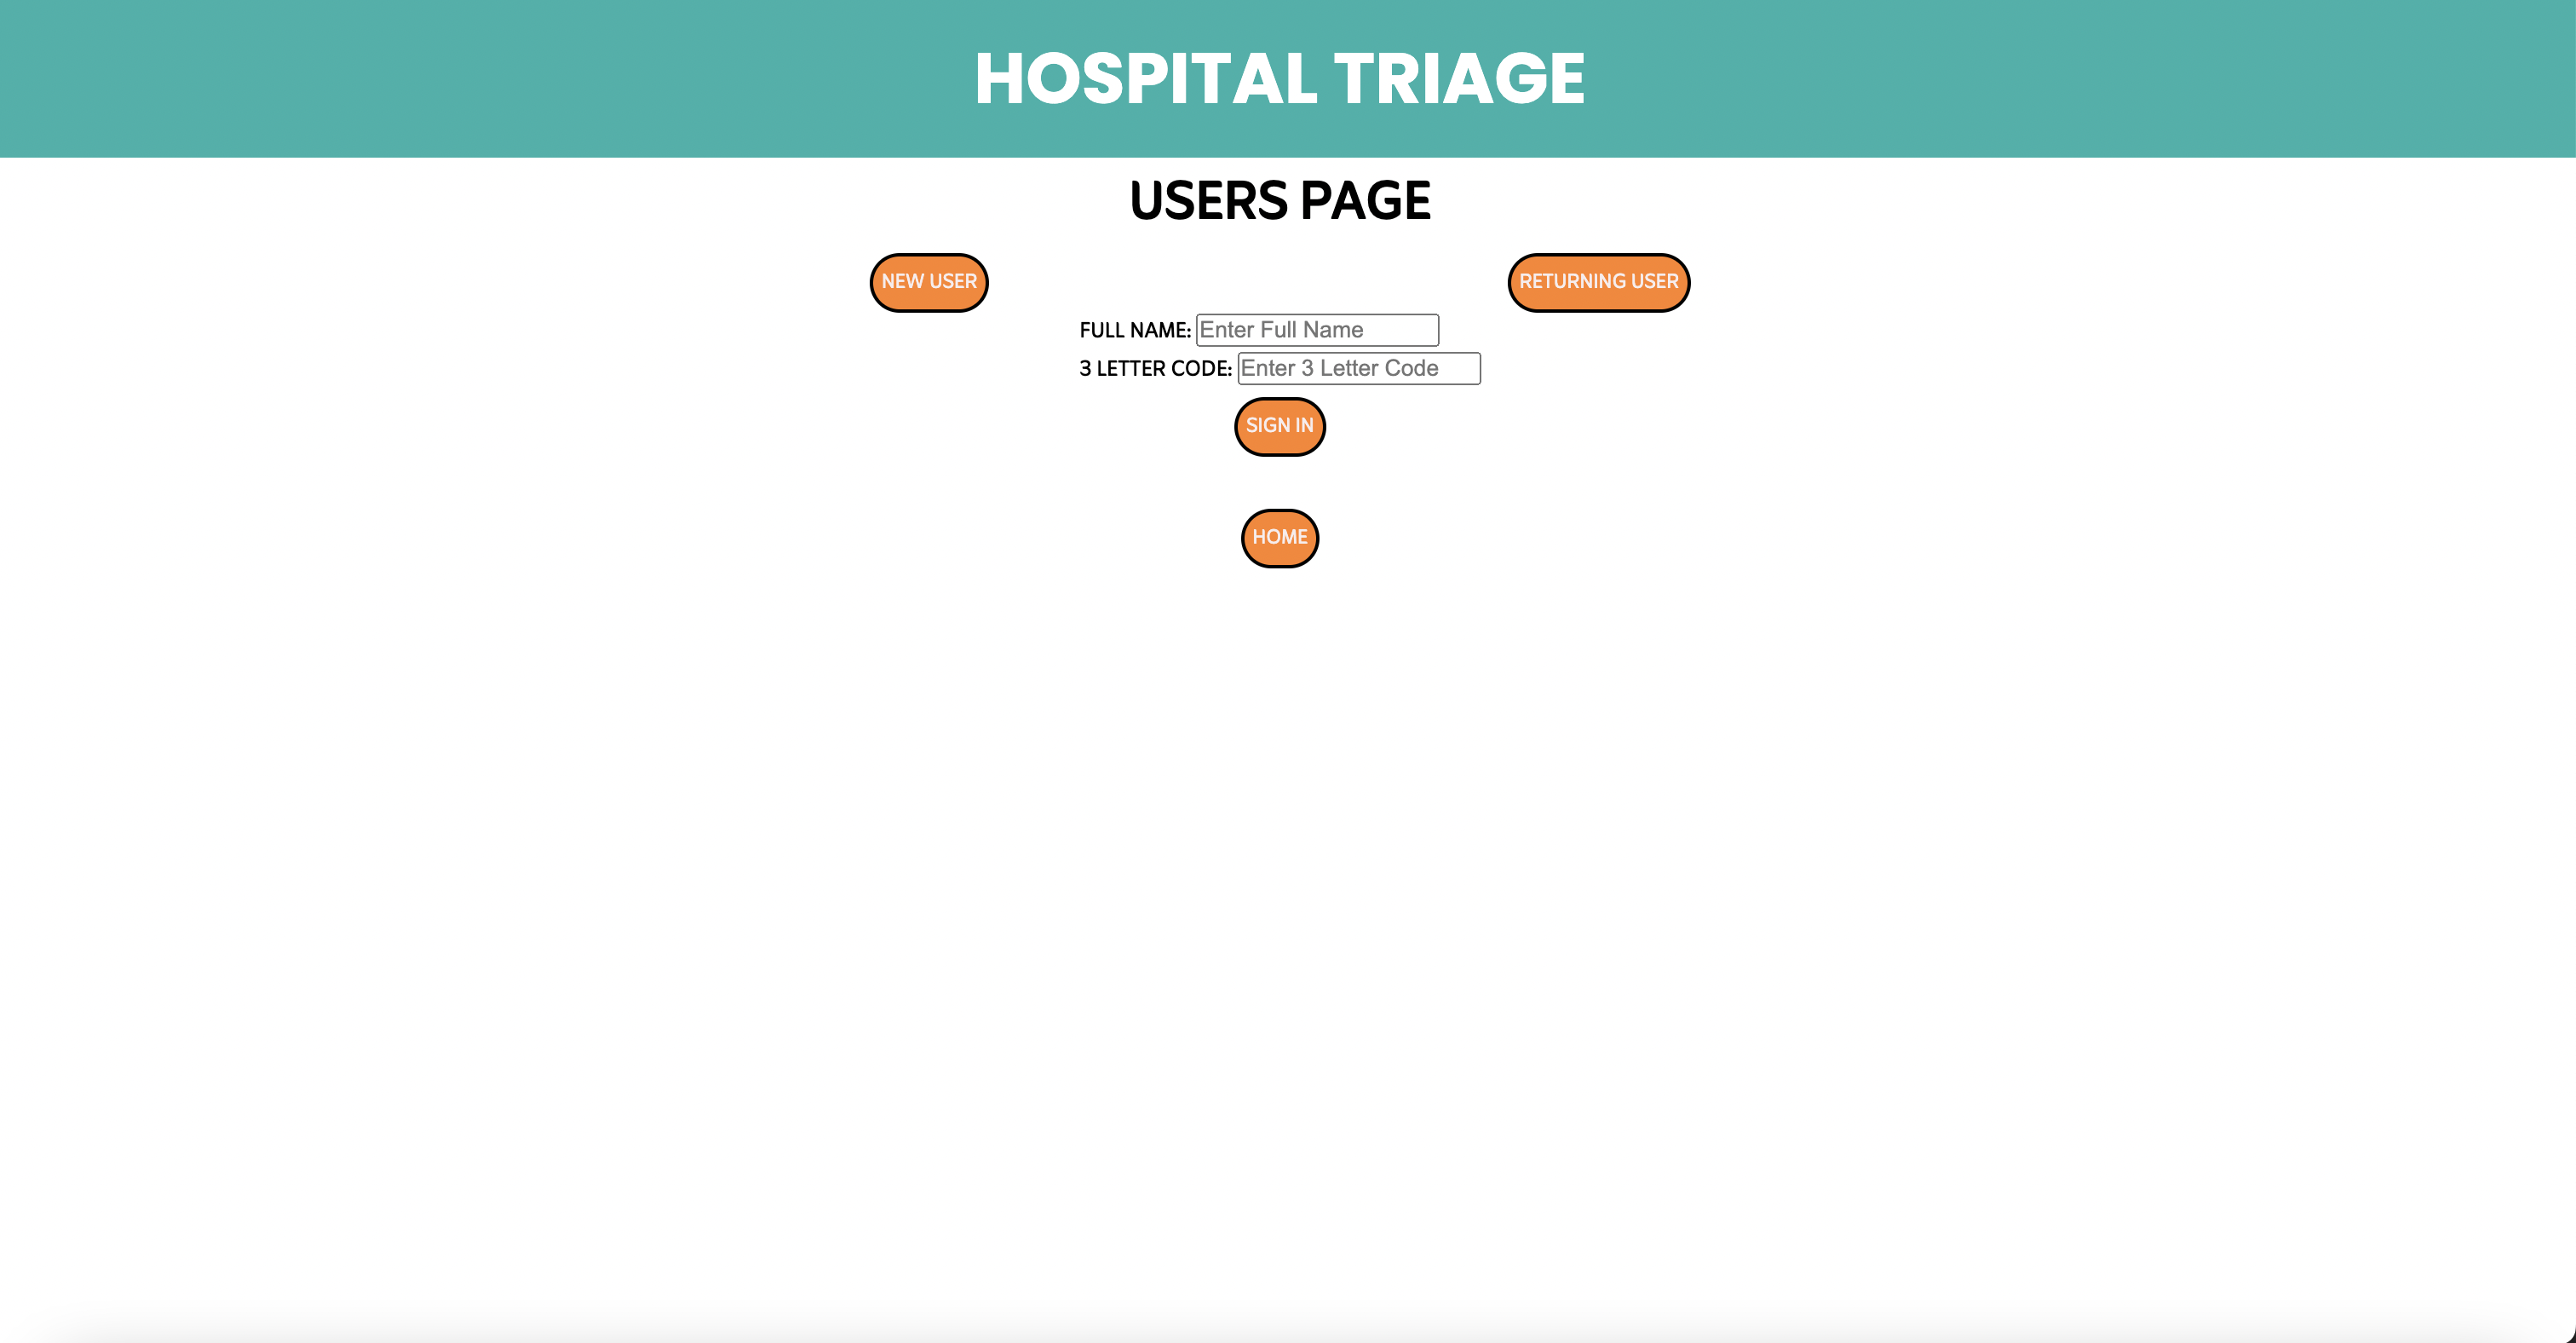 HOSPITAL TRIAGE
USERS PAGE
NEW USER
RETURNING USER
FULL NAME: Enter Full Name
3 LETTER CODE: Enter 3 Letter Code
SIGN IN
HOME